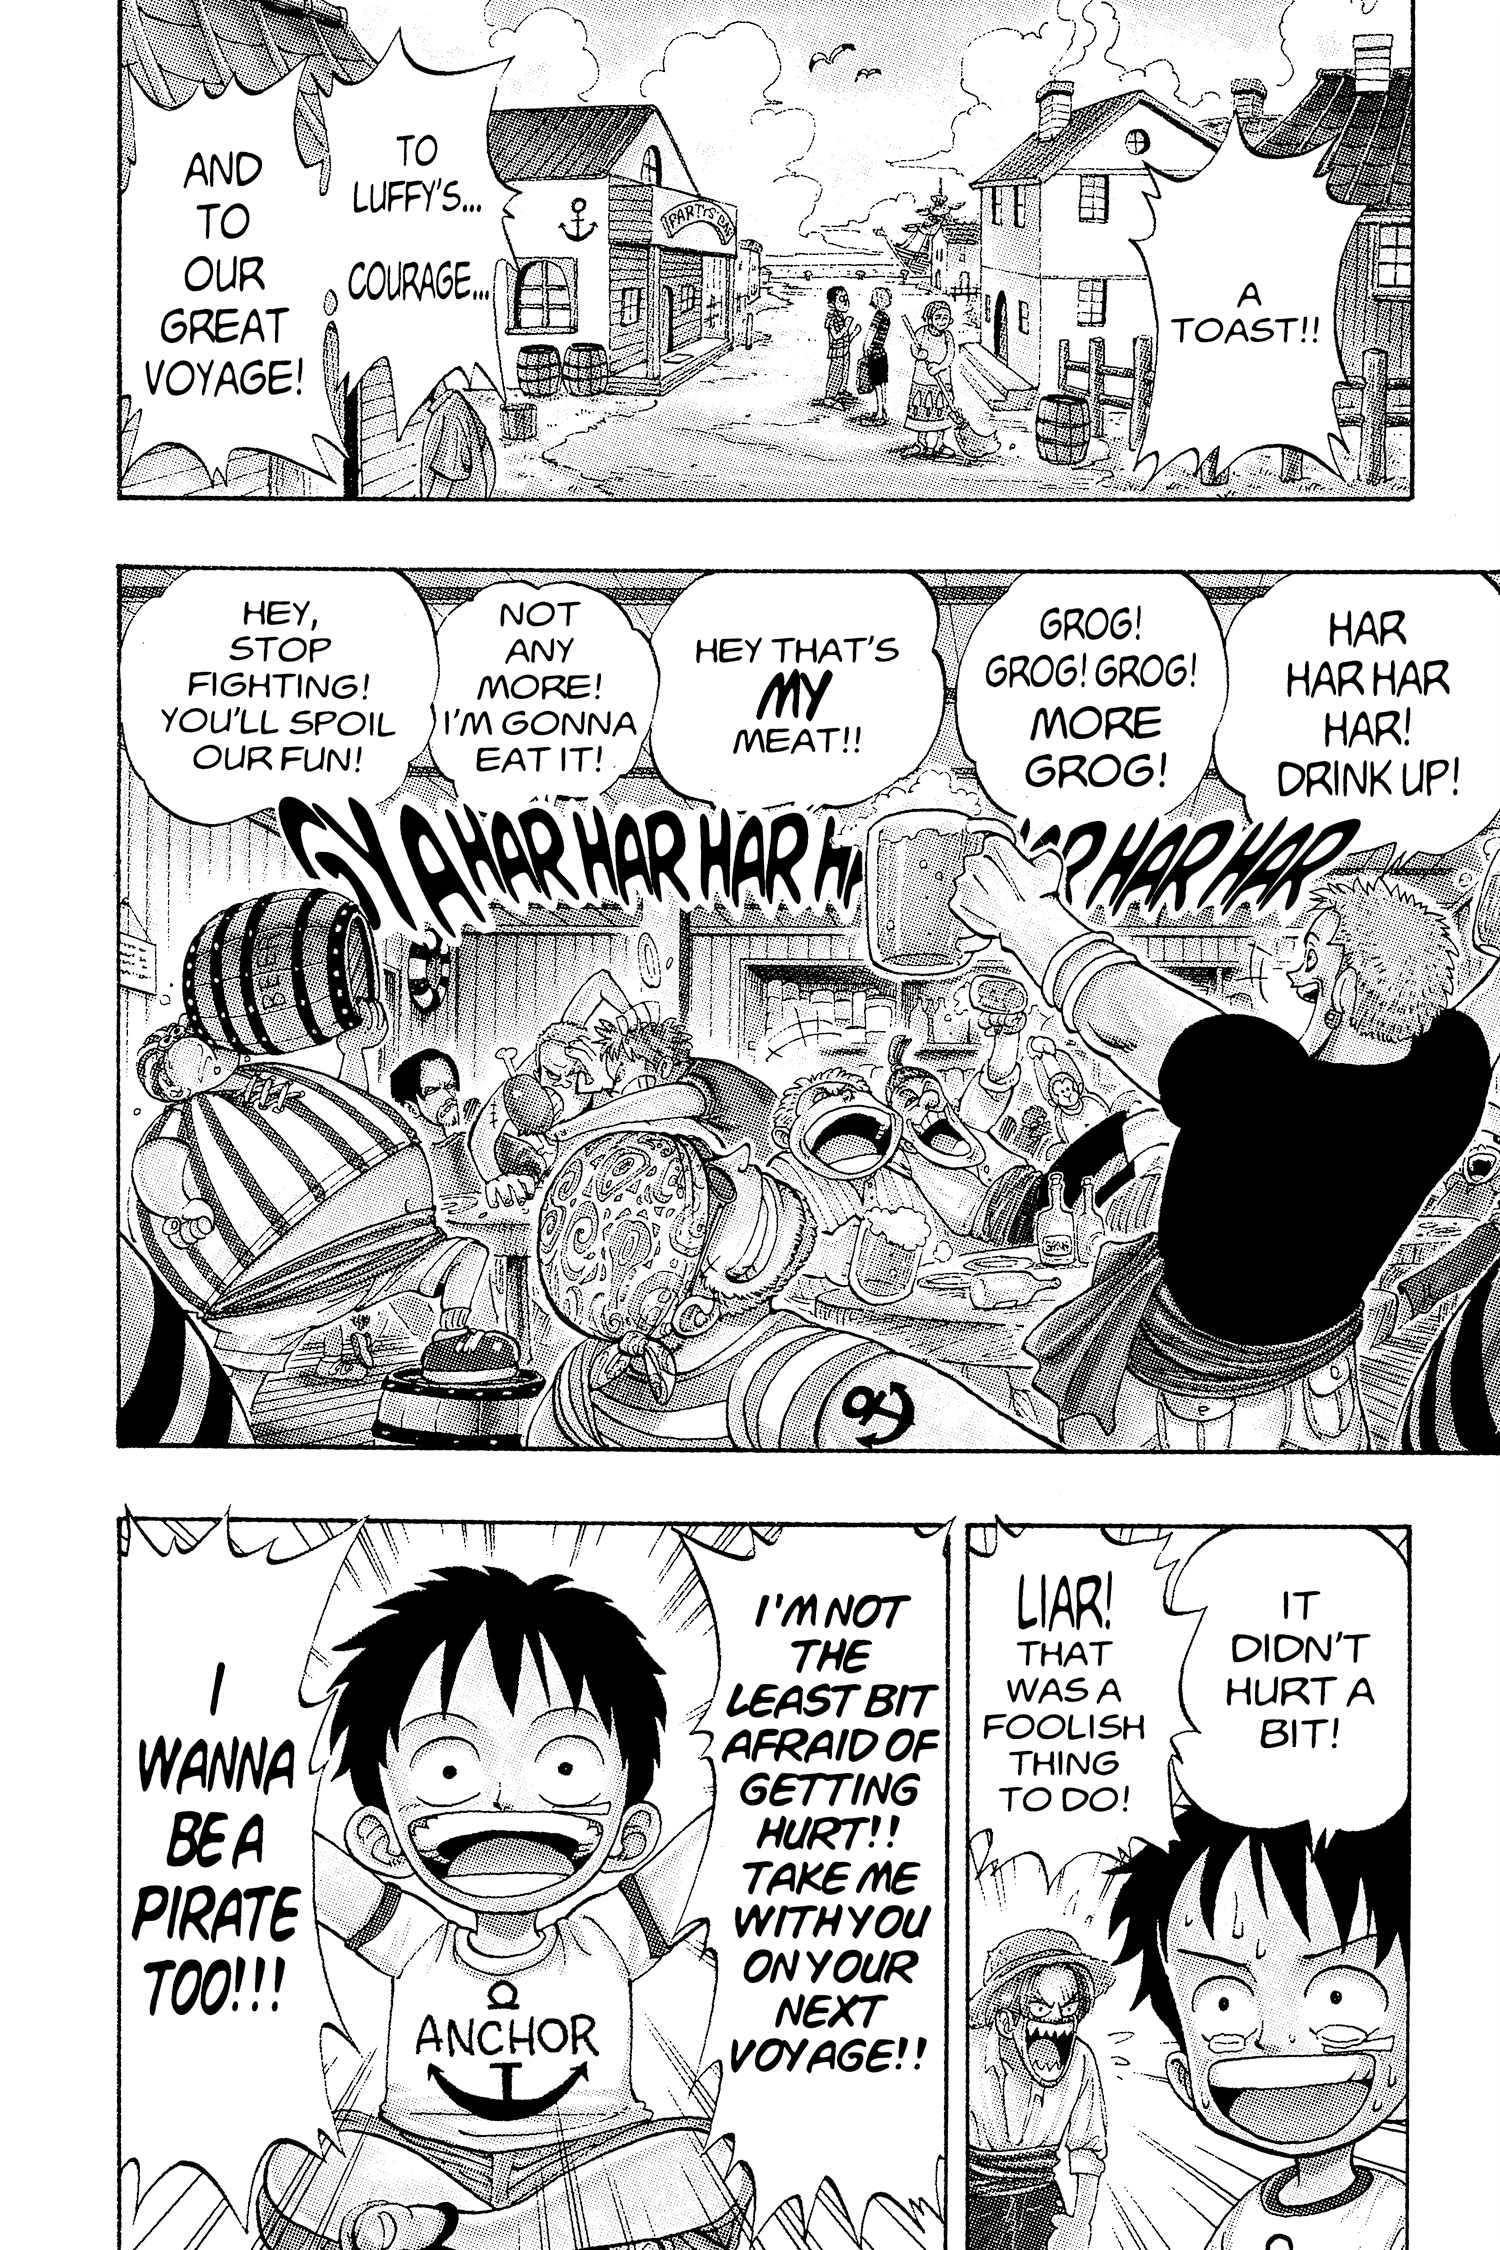 A
TOAST!!
TO
LUFFY'S...
COURAGE...
AND
TO
OUR
GREAT
VOYAGE!
PARTYS BA
HAR
HAR HAR
HAR!
DRINK UP!
GROG!
GROG! GROG!
MORE
GROG!
HEY THAT'S
MY
MEAT!!
NOT
ANY
MORE!
I'M GONNA
EAT IT!
HEY,
STOP
FIGHTING!
YOU'LL SPOIL
OUR FUN!
GYAHAR HAR HAR HA HAR HAR HAR
BEER
IT
DIDN'T
HURT A
BIT!
LIAR!
THAT
WAS A
FOOLISH
THING
TO DO!
I'M NOT
THE
LEAST BIT
AFRAID OF
GETTING
HURT!!
TAKE ME
WITH YOU
ON YOUR
NEXT
VOYAGE!!
I
WANNA
BE A
PIRATE
TOO!!!
ANCHOR